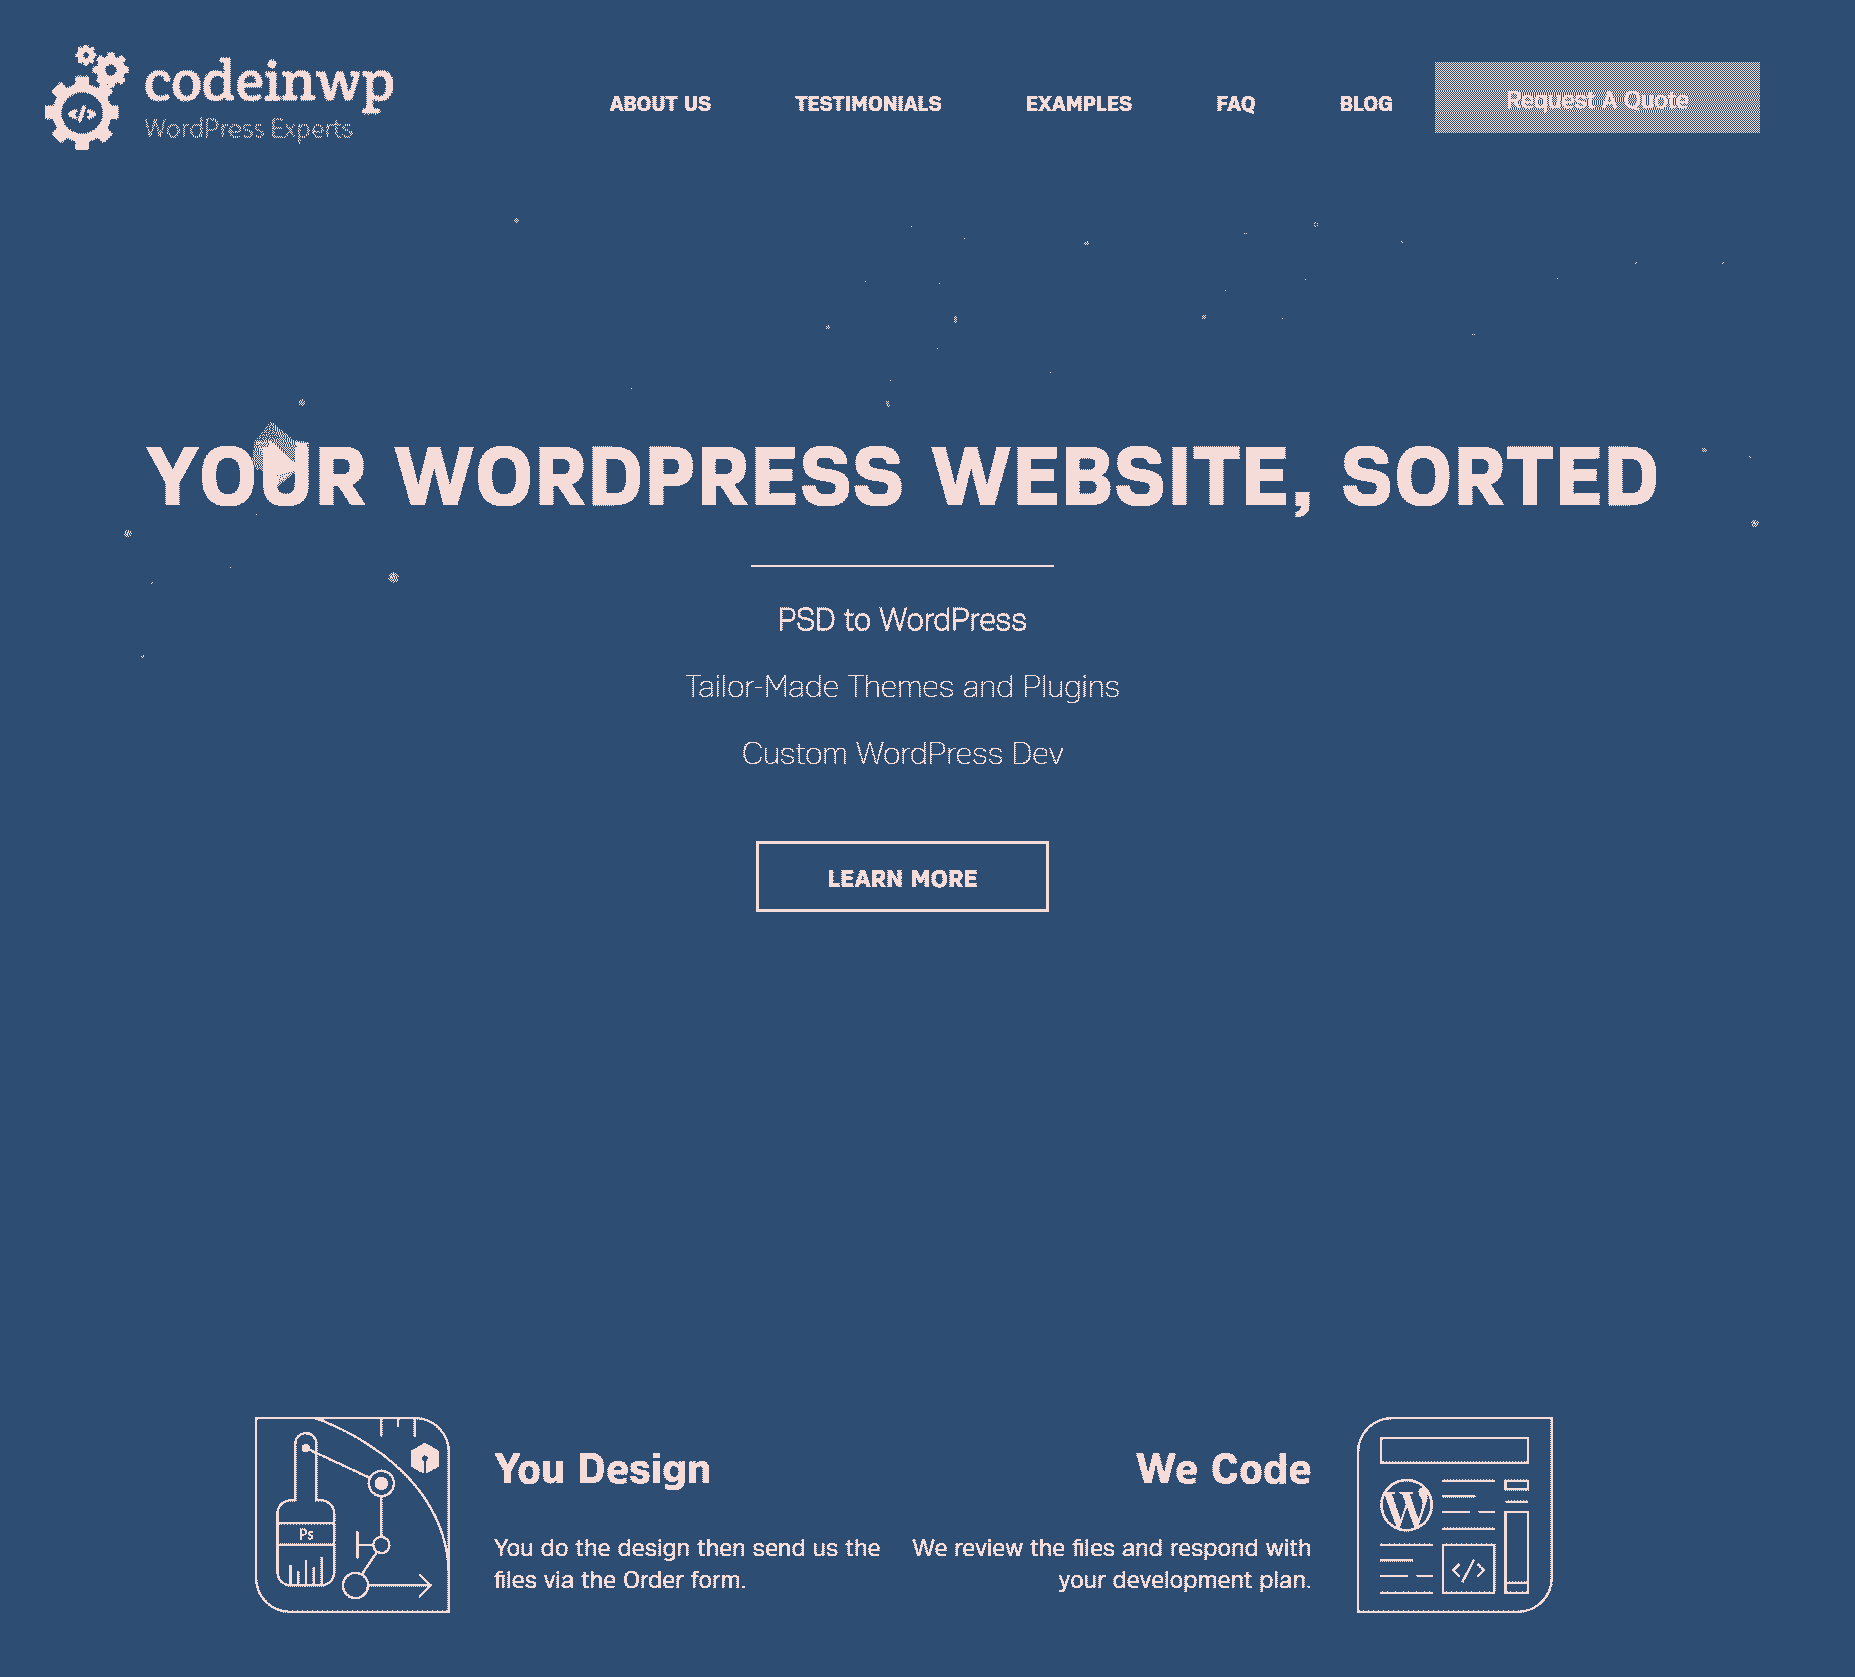 codeinwp
WordPress Experts
ABOUT US
TESTIMONIALS
EXAMPLES
FAQ
BLOG
Request A Quote
YOUR WORDPRESS WEBSITE, SORTED
PSD to WordPress
Tailor-Made Themes and Plugins
Custom WordPress Dev
LEARN MORE
Ps
You Design
You do the design then send us the
files via the Order form.
We Code
We review the files and respond with
your development plan.
W
</>